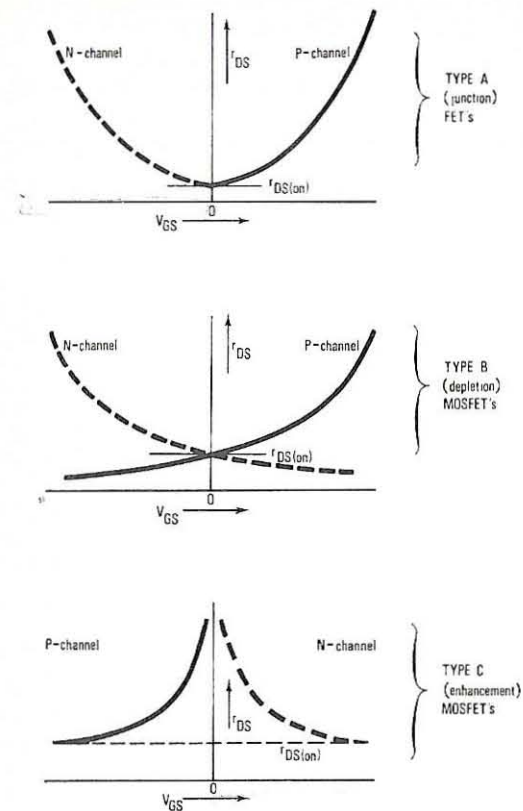 N-channel
rDS
P-channel
rDS(on)
0
VGS
TYPE A
(junction)
FET's
N-channel
rDS
P-channel
rDS(on)
0
VGS
TYPE B
(depletion)
MOSFET's
P-channel
N-channel
rDS
rDS(on)
0
VGS
TYPE C
(enhancement)
MOSFET's